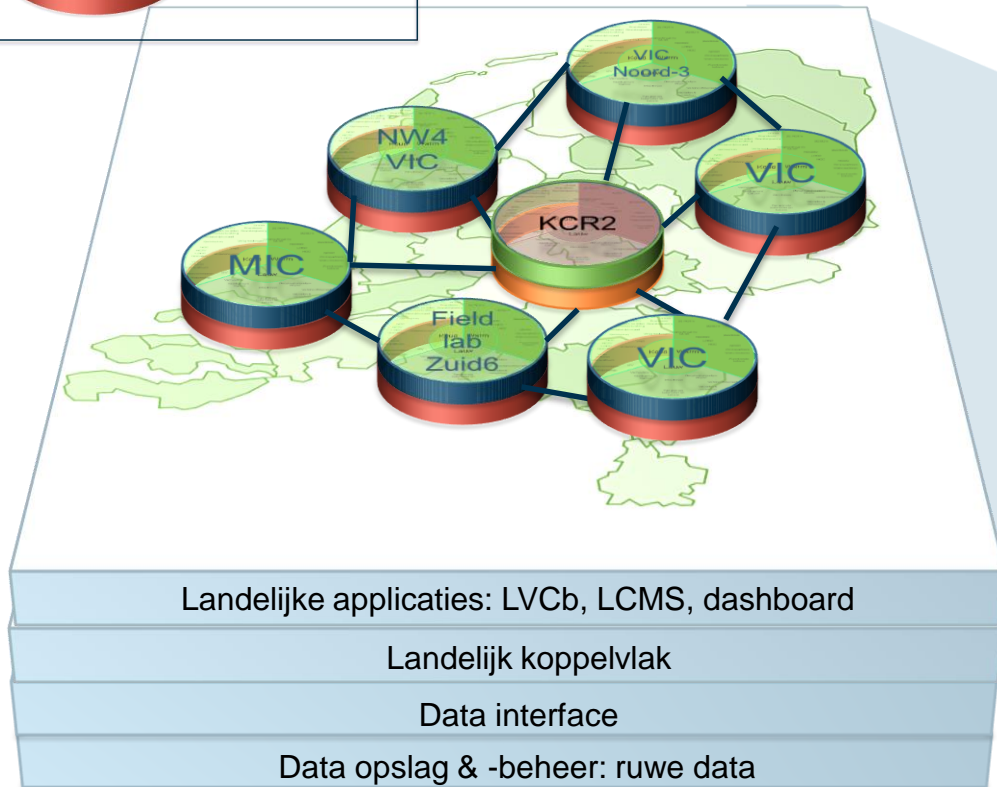 VIC
Noord-3
NW4
VIC
VIC
KCR2
MIC
Field
lab
Zuid6
VIC
Landelijke applicaties: LVCb, LCMS, dashboard
Landelijk koppelvlak
Data interface
Data opslag & -beheer: ruwe data